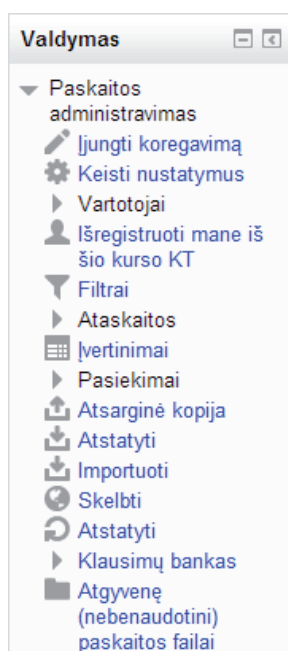 Valdymas
Paskaitos
administravimas
Įjungti koregavimą
Keisti nustatymus
Vartotojai
Išregistruoti mane iš
šio kurso KT
Filtrai
Ataskaitos
Įvertinimai
Pasiekimai
Atsarginė kopija
Atstatyti
Importuoti
Skelbti
Atstatyti
Klausimų bankas
Atgyvenę
(nebenaudotini)
paskaitos failai